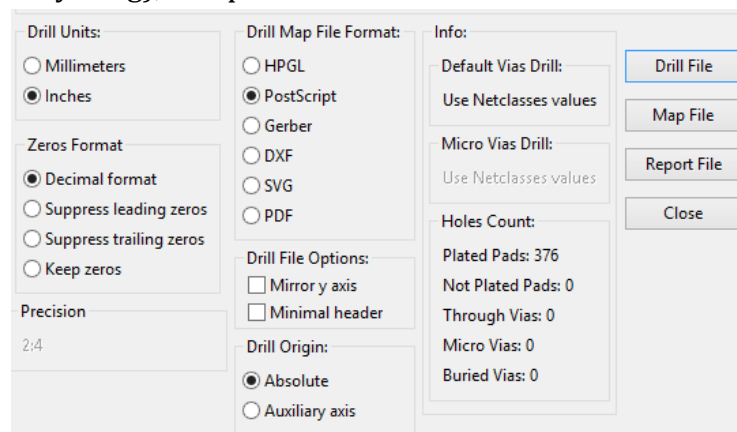 Drill Units:
Millimeters
Inches
Zeros Format
Decimal format
Suppress leading zeros
Suppress trailing zeros
Keep zeros
Precision
2:4
Drill Map File Format:
HPGL
PostScript
Gerber
DXF
SVG
PDF
Drill File Options:
Mirror y axis
Minimal header
Drill Origin:
Absolute
Auxiliary axis
Info:
Default Vias Drill:
Use Netclasses values
Micro Vias Drill:
Use Netclasses values
Holes Count:
Plated Pads: 376
Not Plated Pads: 0
Through Vias: 0
Micro Vias: 0
Buried Vias: 0
Drill File
Map File
Report File
Close